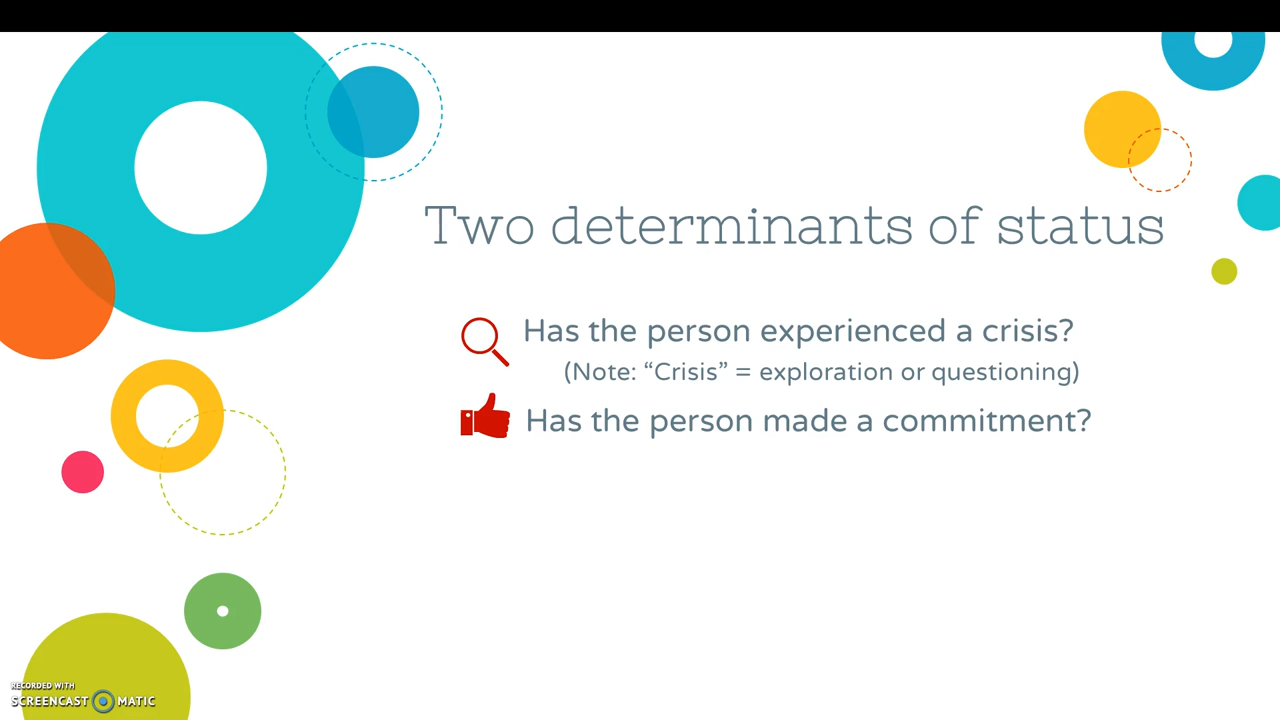 Two determinants of status
Has the person experienced a crisis?
(Note: “Crisis” = exploration or questioning)
Has the person made a commitment?
RECORDED WITH
SCREENCAST MATIC